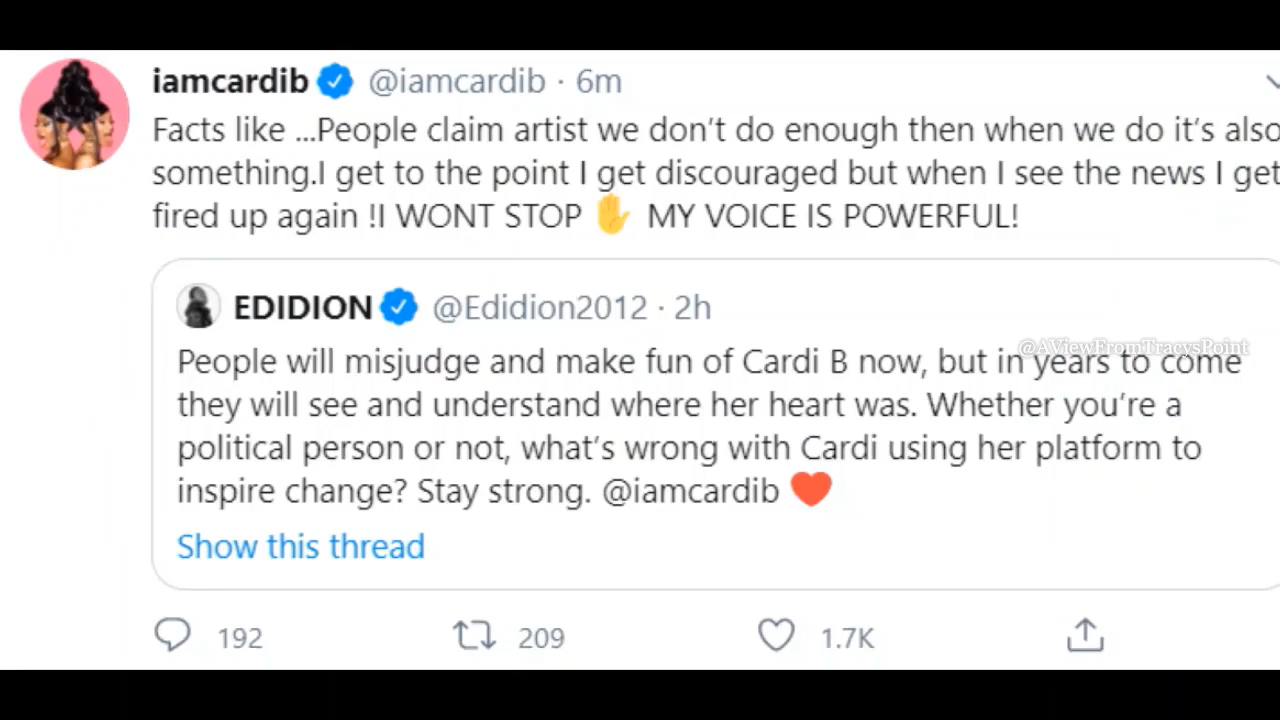 iamcardib @iamcardib · 6m
Facts like ...People claim artist we don't do enough then when we do it's also
something.I get to the point I get discouraged but when I see the news I get
fired up again !I WONT STOP ✋ MY VOICE IS POWERFUL!
EDIDION @Edidion2012 · 2h
@AViewFromTracysPoint
People will misjudge and make fun of Cardi B now, but in years to come
they will see and understand where her heart was. Whether you're a
political person or not, what's wrong with Cardi using her platform to
inspire change? Stay strong. @iamcardib ❤️
Show this thread
192 209 1.7K